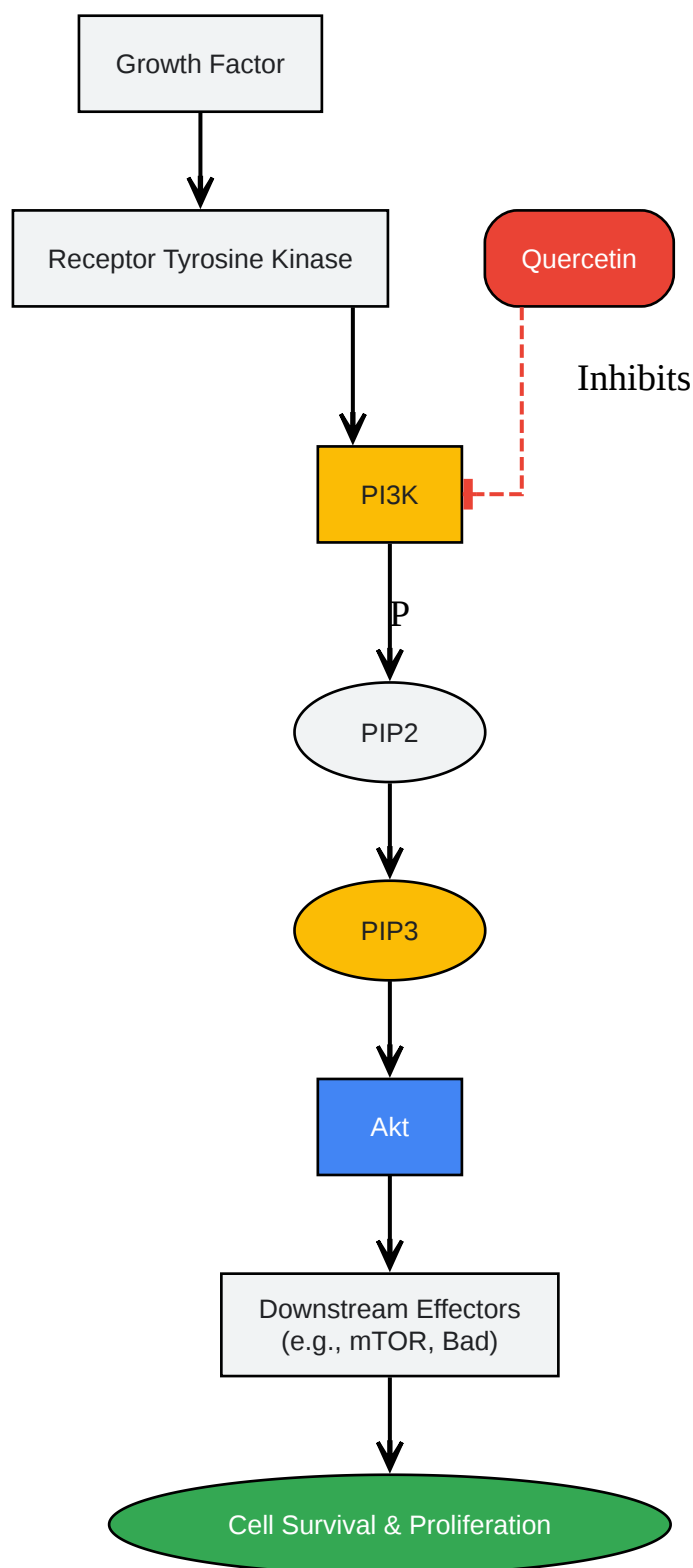 Growth Factor
Receptor Tyrosine Kinase
Quercetin
Inhibits
PI3K
P
PIP2
PIP3
Akt
Downstream Effectors
(e.g., mTOR, Bad)
Cell Survival & Proliferation